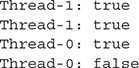 Thread-1: true
Thread-1: true
Thread-0: true
Thread-0: false